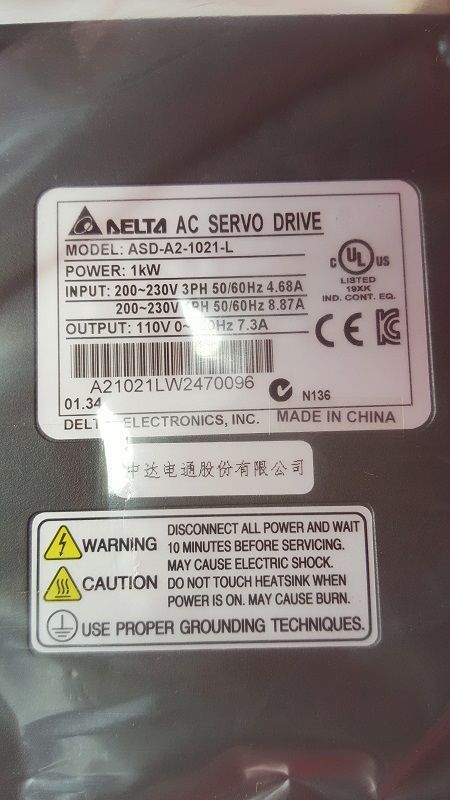 DELTA AC SERVO DRIVE
MODEL: ASD-A2-1021-L
POWER: 1kW
INPUT: 200~230V 3PH 50/60Hz 4.68A
200~230V 1PH 50/60Hz 8.87A
OUTPUT: 110V 7.3A
A21021LW2470096
01.34
DELTA ELECTRONICS, INC. MADE IN CHINA
N136
c UL US
LISTED
19XK
IND. CONT. EQ.
CE
中达电通股份有限公司
WARNING
DISCONNECT ALL POWER AND WAIT
10 MINUTES BEFORE SERVICING.
MAY CAUSE ELECTRIC SHOCK.
CAUTION
DO NOT TOUCH HEATSINK WHEN
POWER IS ON. MAY CAUSE BURN.
USE PROPER GROUNDING TECHNIQUES.